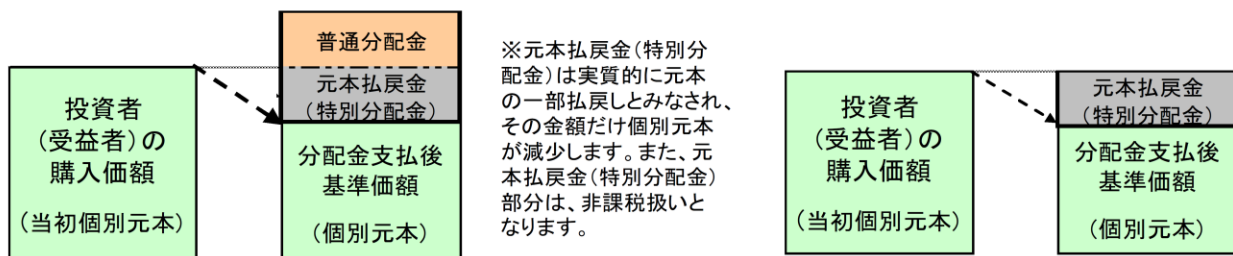 投資者
(受益者)の
購入価額
(当初個別元本)
普通分配金
元本払戻金
(特別分配金)
分配金支払後
基準価額
(個別元本)
※元本払戻金(特別分
配金)は実質的に元本
の一部払戻しとみなされ、
その金額だけ個別元本
が減少します。また、元
本払戻金(特別分配金)
部分は、非課税扱いと
なります。
投資者
(受益者)の
購入価額
(当初個別元本)
元本払戻金
(特別分配金)
分配金支払後
基準価額
(個別元本)